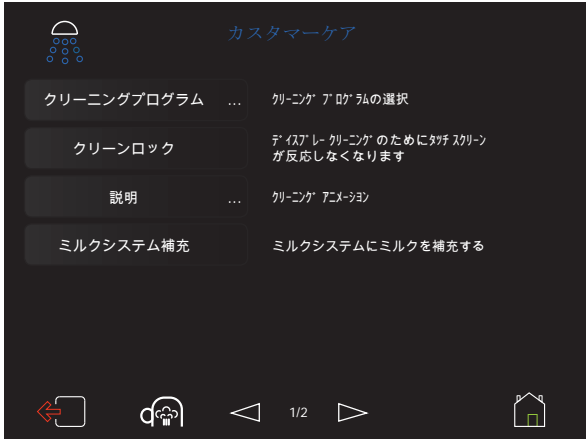 カスタマーケア
クリーニングプログラム ... ｸﾘｰﾆﾝｸﾞ ﾌﾟﾛｸﾞﾗﾑの選択
クリーンロック
ﾃﾞｨｽﾌﾟﾚｰ ｸﾘｰﾆﾝｸﾞのためにﾀｯﾁ ｽｸﾘｰﾝ
が反応しなくなります
説明 ... ｸﾘｰﾆﾝｸﾞ ｱﾆﾒｰｼｮﾝ
ミルクシステム補充 ミルクシステムにミルクを補充する
1/2